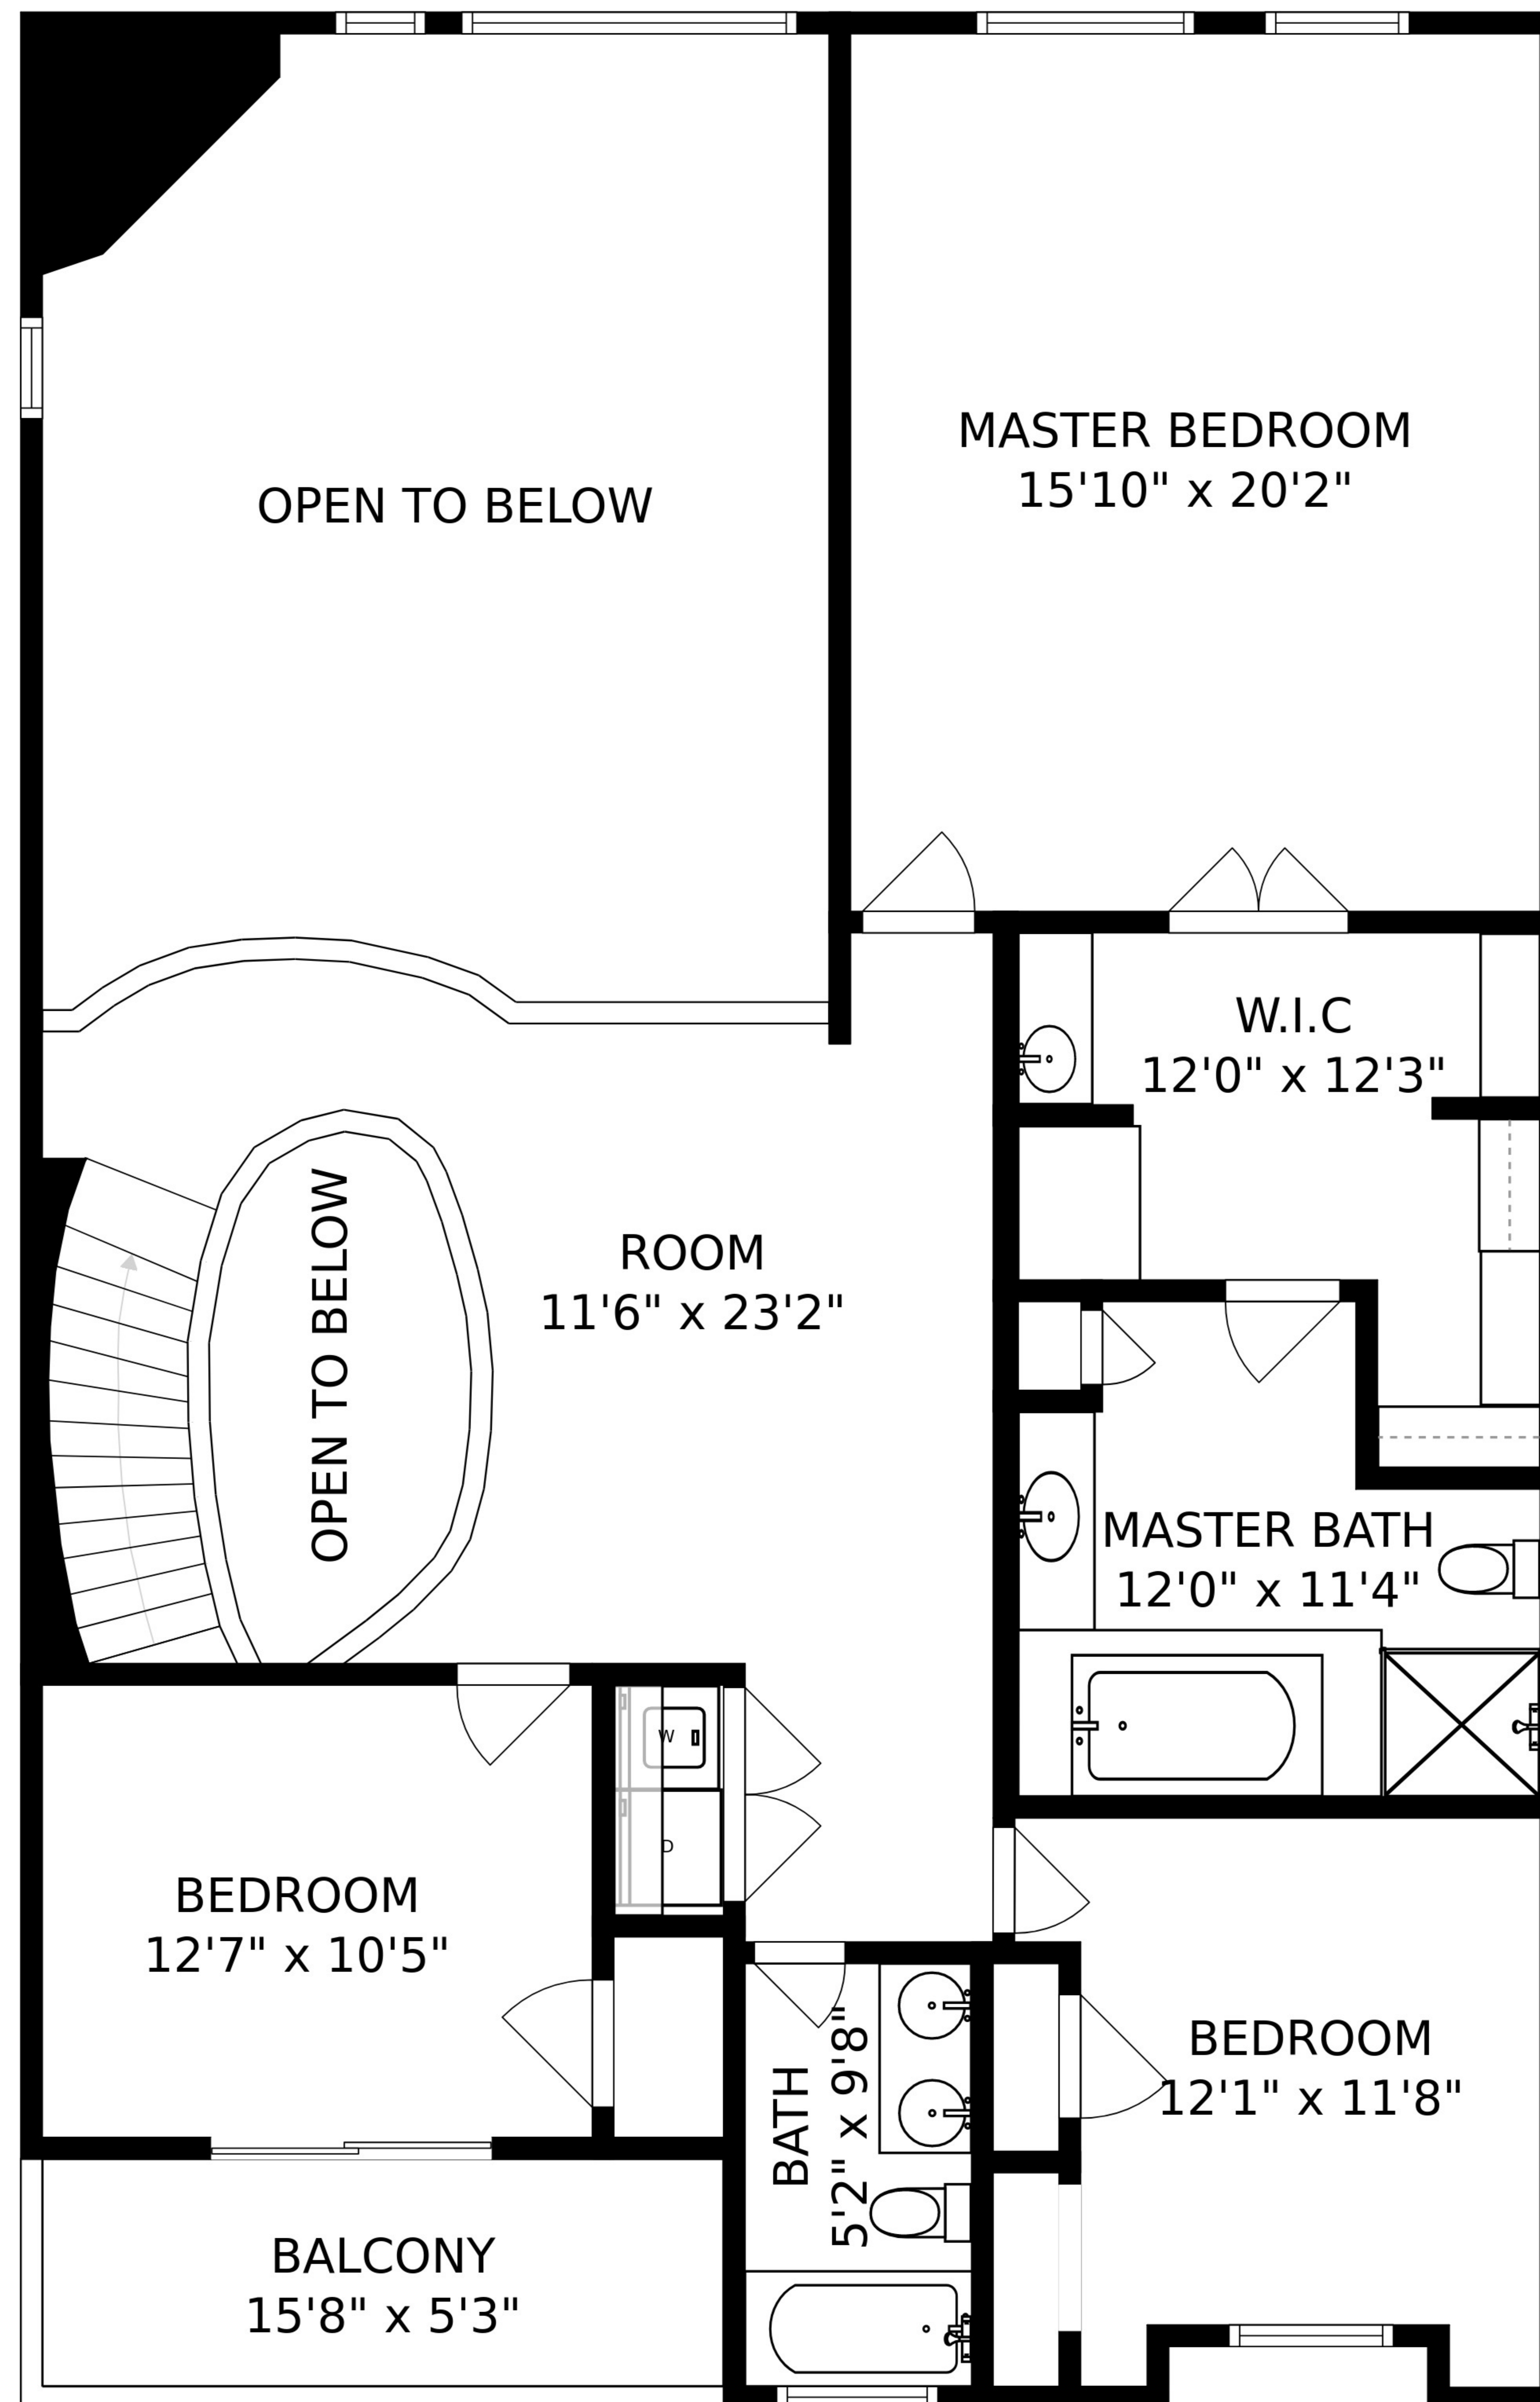 MASTER BEDROOM
15'10" x 20'2"
OPEN TO BELOW
W.I.C
12'0" x 12'3"
OPEN TO BELOW
ROOM
11'6" x 23'2"
MASTER BATH
12'0" x 11'4"
W
D
BEDROOM
12'7" x 10'5"
BEDROOM
12'1" x 11'8"
BATH
5'2" x 9'8"
BALCONY
15'8" x 5'3"